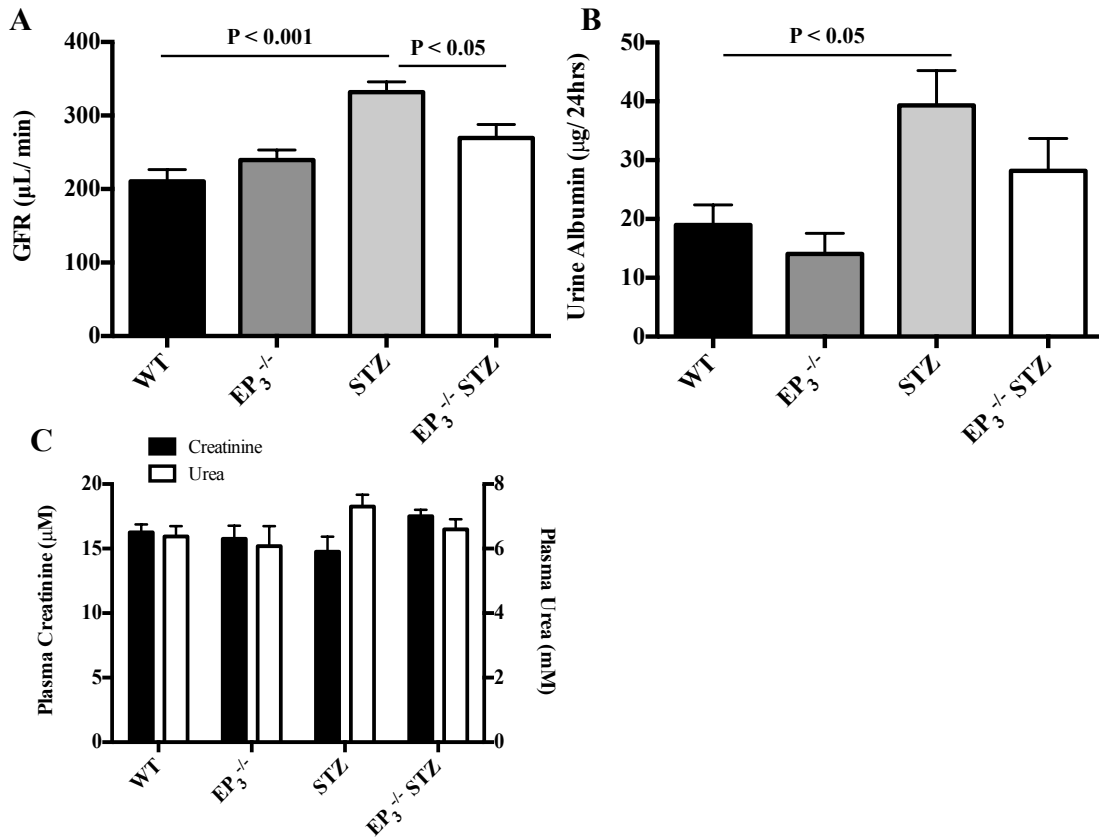 A
P < 0.001
P < 0.05
GFR (µL/ min)
400
300
200
100
0
WT
EP3-/-
STZ
EP3-/- STZ
B
P < 0.05
Urine Albumin (µg/ 24hrs)
50
40
30
20
10
0
WT
EP3-/-
STZ
EP3-/- STZ
C
Creatinine
Urea
Plasma Creatinine (µM)
20
15
10
5
0
Plasma Urea (mM)
8
6
4
2
0
WT
EP3-/-
STZ
EP3-/- STZ